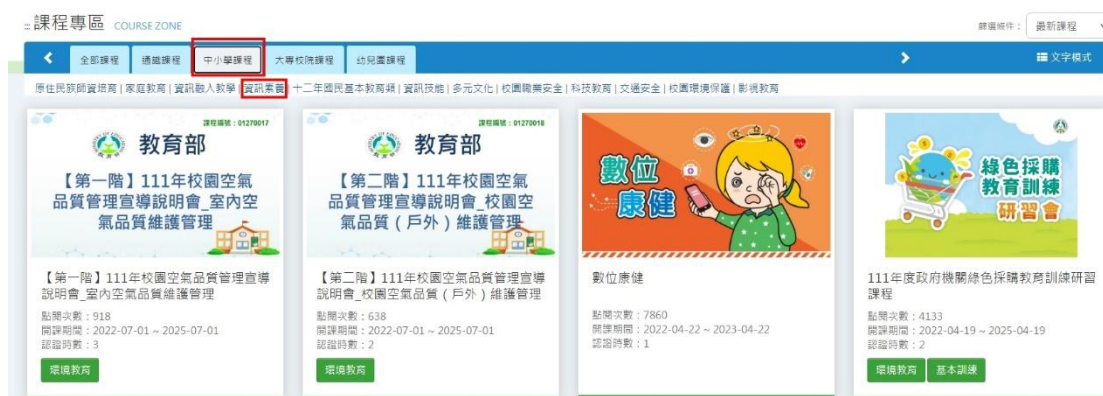 課程專區 COURSE ZONE
篩選條件： 最新課程
全部課程 通識課程 中小學課程 大專校院課程 幼兒園課程 文字模式
原住民族師資培育 | 家庭教育 | 資訊融入教學 | 資訊素養 | 十二年國民基本教育類 | 資訊技能 | 多元文化 | 校園職業安全 | 科技教育 | 交通安全 | 校園環境保護 | 影視教育
課程編號：01270017
教育部
【第一階】111年校園空氣
品質管理宣導說明會_室內空
氣品質維護管理
【第一階】111年校園空氣品質管理宣導
說明會_室內空氣品質維護管理
點閱次數：918
開課期間：2022-07-01 ~ 2025-07-01
認證時數：3
環境教育
課程編號：01270018
教育部
【第二階】111年校園空氣
品質管理宣導說明會_校園空
氣品質（戶外）維護管理
【第二階】111年校園空氣品質管理宣導
說明會_校園空氣品質（戶外）維護管理
點閱次數：638
開課期間：2022-07-01 ~ 2025-07-01
認證時數：2
環境教育
數位
康健
數位康健
點閱次數：7860
開課期間：2022-04-22 ~ 2023-04-22
認證時數：1
綠色採購
教育訓練
研習會
111年度政府機關綠色採購教育訓練研習
課程
點閱次數：4133
開課期間：2022-04-19 ~ 2025-04-19
認證時數：2
環境教育 基本訓練